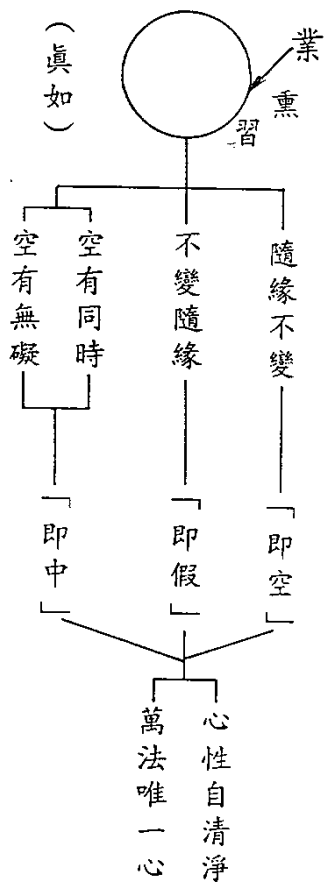 業
熏
習
（眞如）
隨緣不變
不變隨緣
空有同時
空有無礙
「即空」
「即假」
「即中」
心性自清淨
萬法唯一心